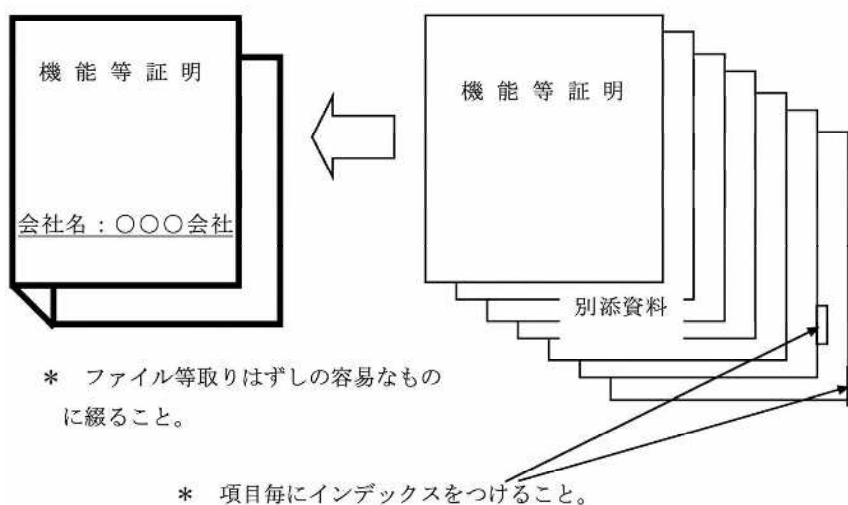 機能等証明
機能等証明
会社名：○○○会社
別添資料
＊　ファイル等取りはずしの容易なもの
に綴ること。
＊　項目毎にインデックスをつけること。